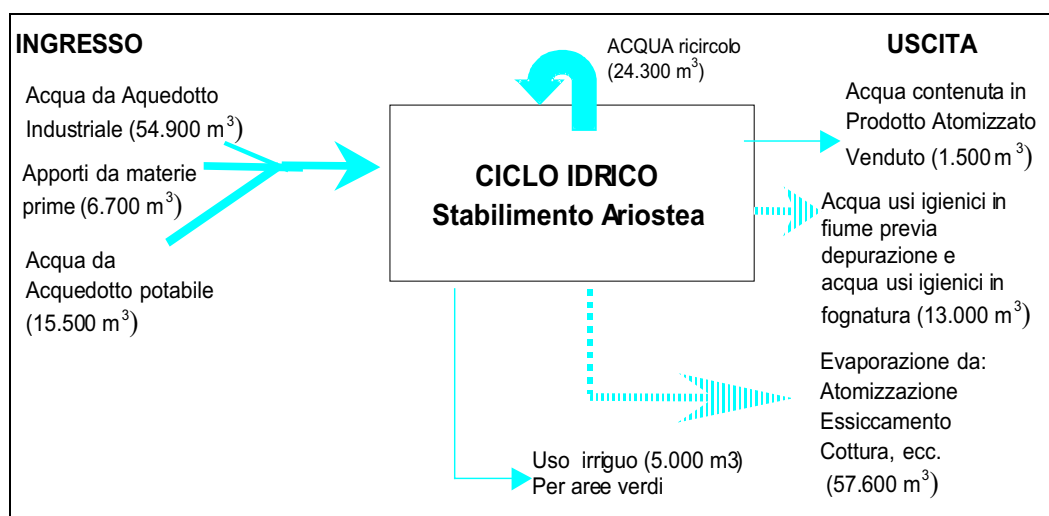 INGRESSO
Acqua da Aquedotto
Industriale (54.900 m³)
Apporti da materie
prime (6.700 m³)
Acqua da
Acquedotto potabile
(15.500 m³)
ACQUA ricircolo
(24.300 m³)
CICLO IDRICO
Stabilimento Ariostea
Uso irriguo (5.000 m3)
Per aree verdi
USCITA
Acqua contenuta in
Prodotto Atomizzato
Venduto (1.500 m³)
Acqua usi igienici in
fiume previa
depurazione e
acqua usi igienici in
fognatura (13.000 m³)
Evaporazione da:
Atomizzazione
Essiccamento
Cottura, ecc.
(57.600 m³)